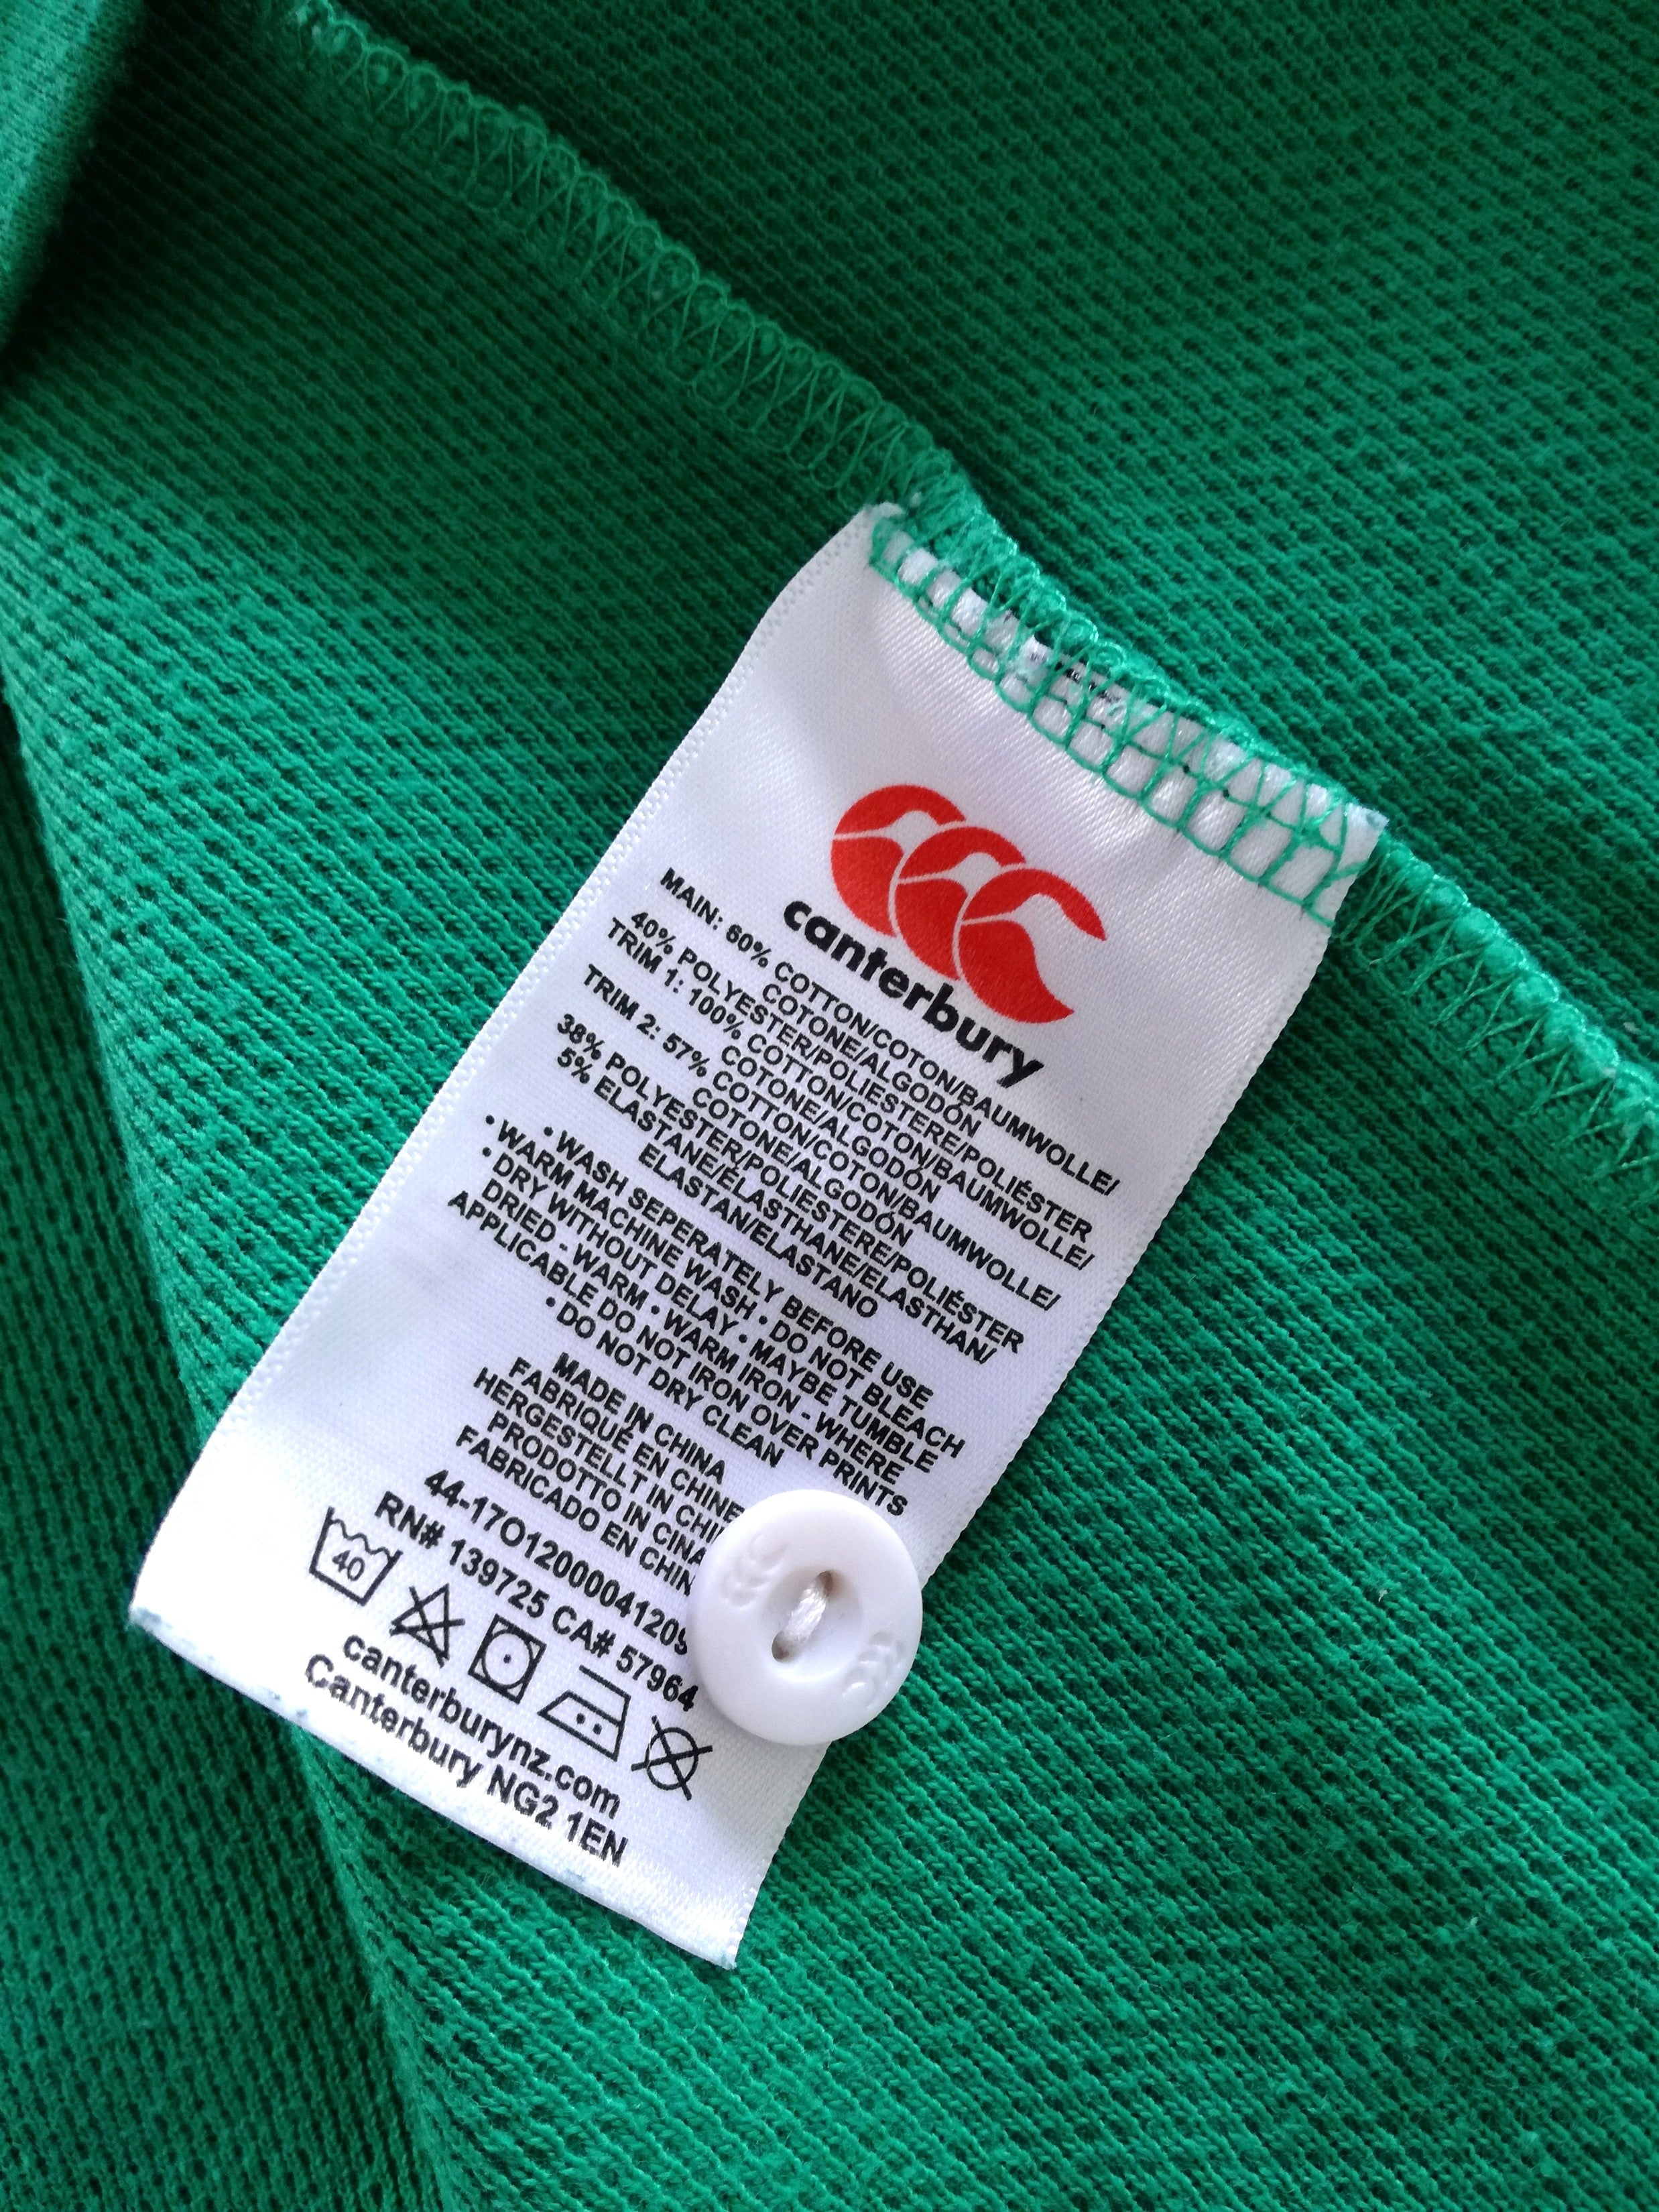 canterbury
MAIN: 60% COTTON/COTON/BAUMWOLLE/
COTONE/ALGODÓN
40% POLYESTER/POLIESTERE/POLIÉSTER
TRIM 1: 100% COTTON/COTON/BAUMWOLLE/
COTONE/ALGODÓN
TRIM 2: 57% COTTON/COTON/BAUMWOLLE/
COTONE/ALGODÓN
38% POLYESTER/POLIESTERE/POLIÉSTER
5% ELASTANE/ÉLASTHANE/ELASTHAN/
ELASTAN/ELASTANO
• WASH SEPERATELY BEFORE USE
• WARM MACHINE WASH • DO NOT BLEACH
• DRY WITHOUT DELAY • MAYBE TUMBLE
DRIED - WARM • WARM IRON - WHERE
APPLICABLE DO NOT IRON OVER PRINTS
• DO NOT DRY CLEAN
MADE IN CHINA
FABRIQUÉ EN CHINE
HERGESTELLT IN
PRODOTTO IN CINA
FABRICADO EN
44-17O1200004120
RN# 139725 CA# 57964
40
canterburynz.com
Canterbury NG2 1EN